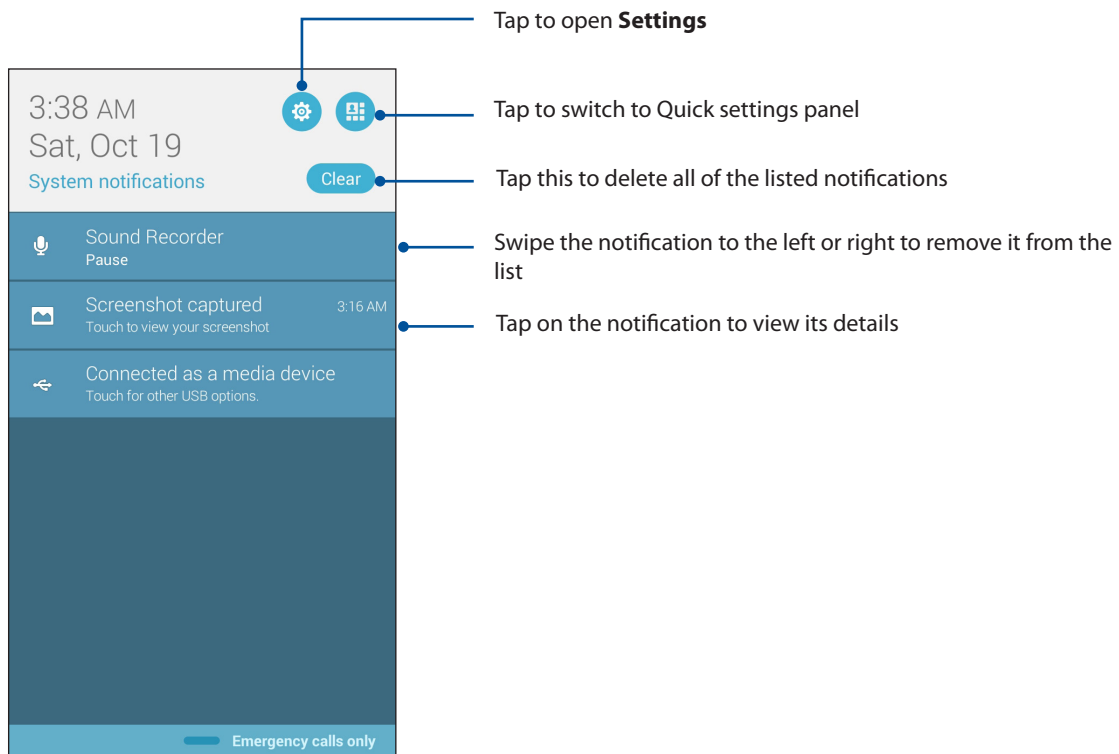 Tap to open Settings
3:38 AM
Tap to switch to Quick settings panel
Sat, Oct 19
System notifications
Clear
Tap this to delete all of the listed notifications
Sound Recorder
Pause
Swipe the notification to the left or right to remove it from the
list
Screenshot captured
3:16 AM
Touch to view your screenshot
Tap on the notification to view its details
Connected as a media device
Touch for other USB options.
Emergency calls only